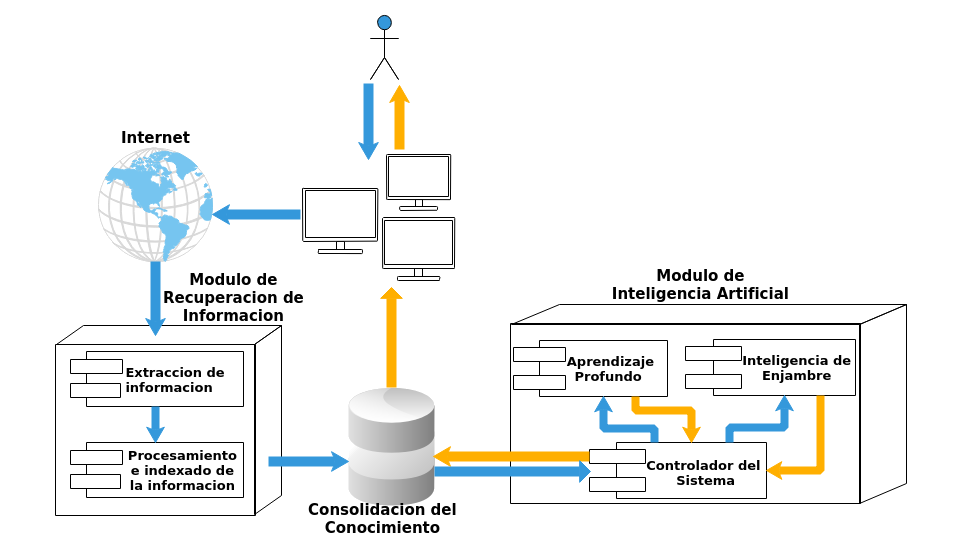 Internet
Modulo de
Recuperacion de
Informacion
Extraccion de
informacion
Procesamiento
e indexado de
la informacion
Consolidacion del
Conocimiento
Modulo de
Inteligencia Artificial
Aprendizaje
Profundo
Inteligencia de
Enjambre
Controlador del
Sistema